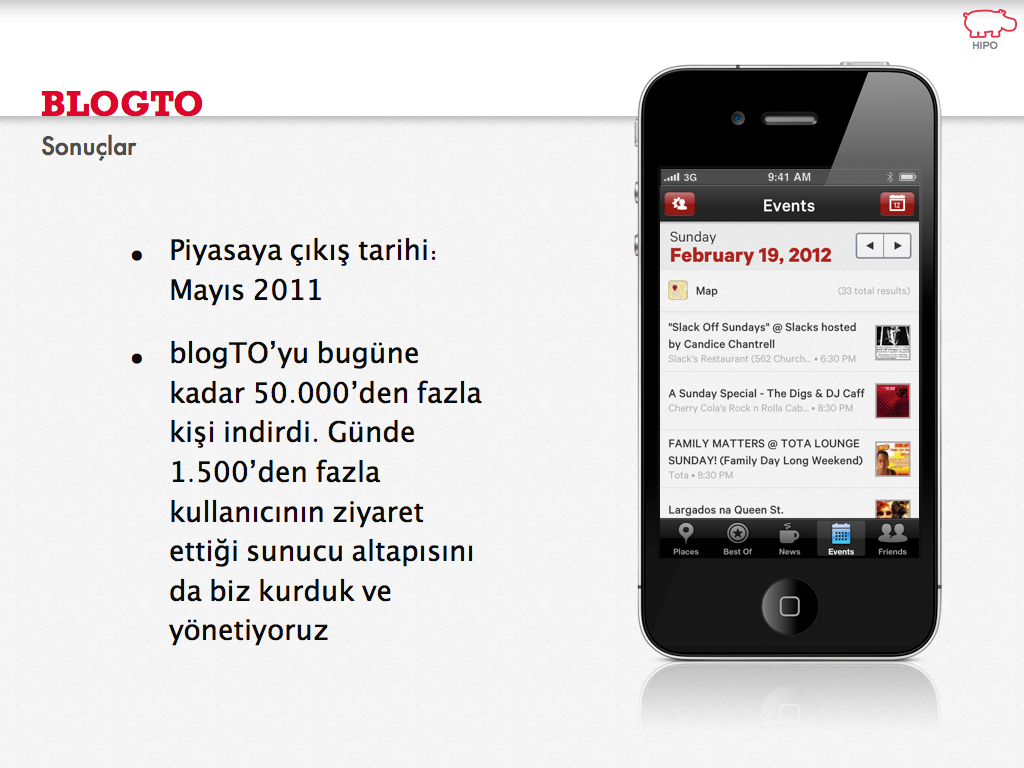 HIPO
BLOGTO
Sonuçlar
• Piyasaya çıkış tarihi:
Mayıs 2011
• blogTO’yu bugüne
kadar 50.000’den fazla
kişi indirdi. Günde
1.500’den fazla
kullanıcının ziyaret
ettiği sunucu altapısını
da biz kurduk ve
yönetiyoruz
3G 9:41 AM
Events
12
Sunday
February 19, 2012
Map (33 total results)
"Slack Off Sundays" @ Slacks hosted
by Candice Chantrell
Slack's Restaurant (562 Church... • 6:30 PM
A Sunday Special - The Digs & DJ Caff
Cherry Cola's Rock n Rolla Cab... • 8:30 PM
FAMILY MATTERS @ TOTA LOUNGE
SUNDAY! (Family Day Long Weekend)
Tota • 8:30 PM
Largados na Queen St.
Places Best Of News Events Friends